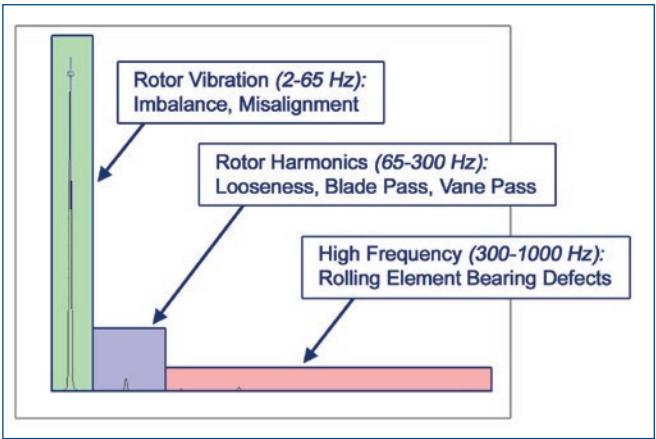 Rotor Vibration (2-65 Hz):
Imbalance, Misalignment
Rotor Harmonics (65-300 Hz):
Looseness, Blade Pass, Vane Pass
High Frequency (300-1000 Hz):
Rolling Element Bearing Defects